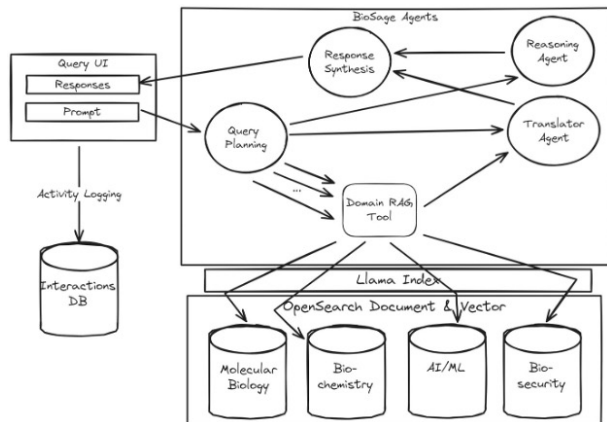 BioSage Agents
Query UI
Responses
Prompt
Response
Synthesis
Reasoning
Agent
Query
Planning
Translator
Agent
...
Domain RAG
Tool
Activity Logging
Interactions
DB
Llama Index
OpenSearch Document & Vector
Molecular
Biology
Bio-
chemistry
AI/ML
Bio-
security